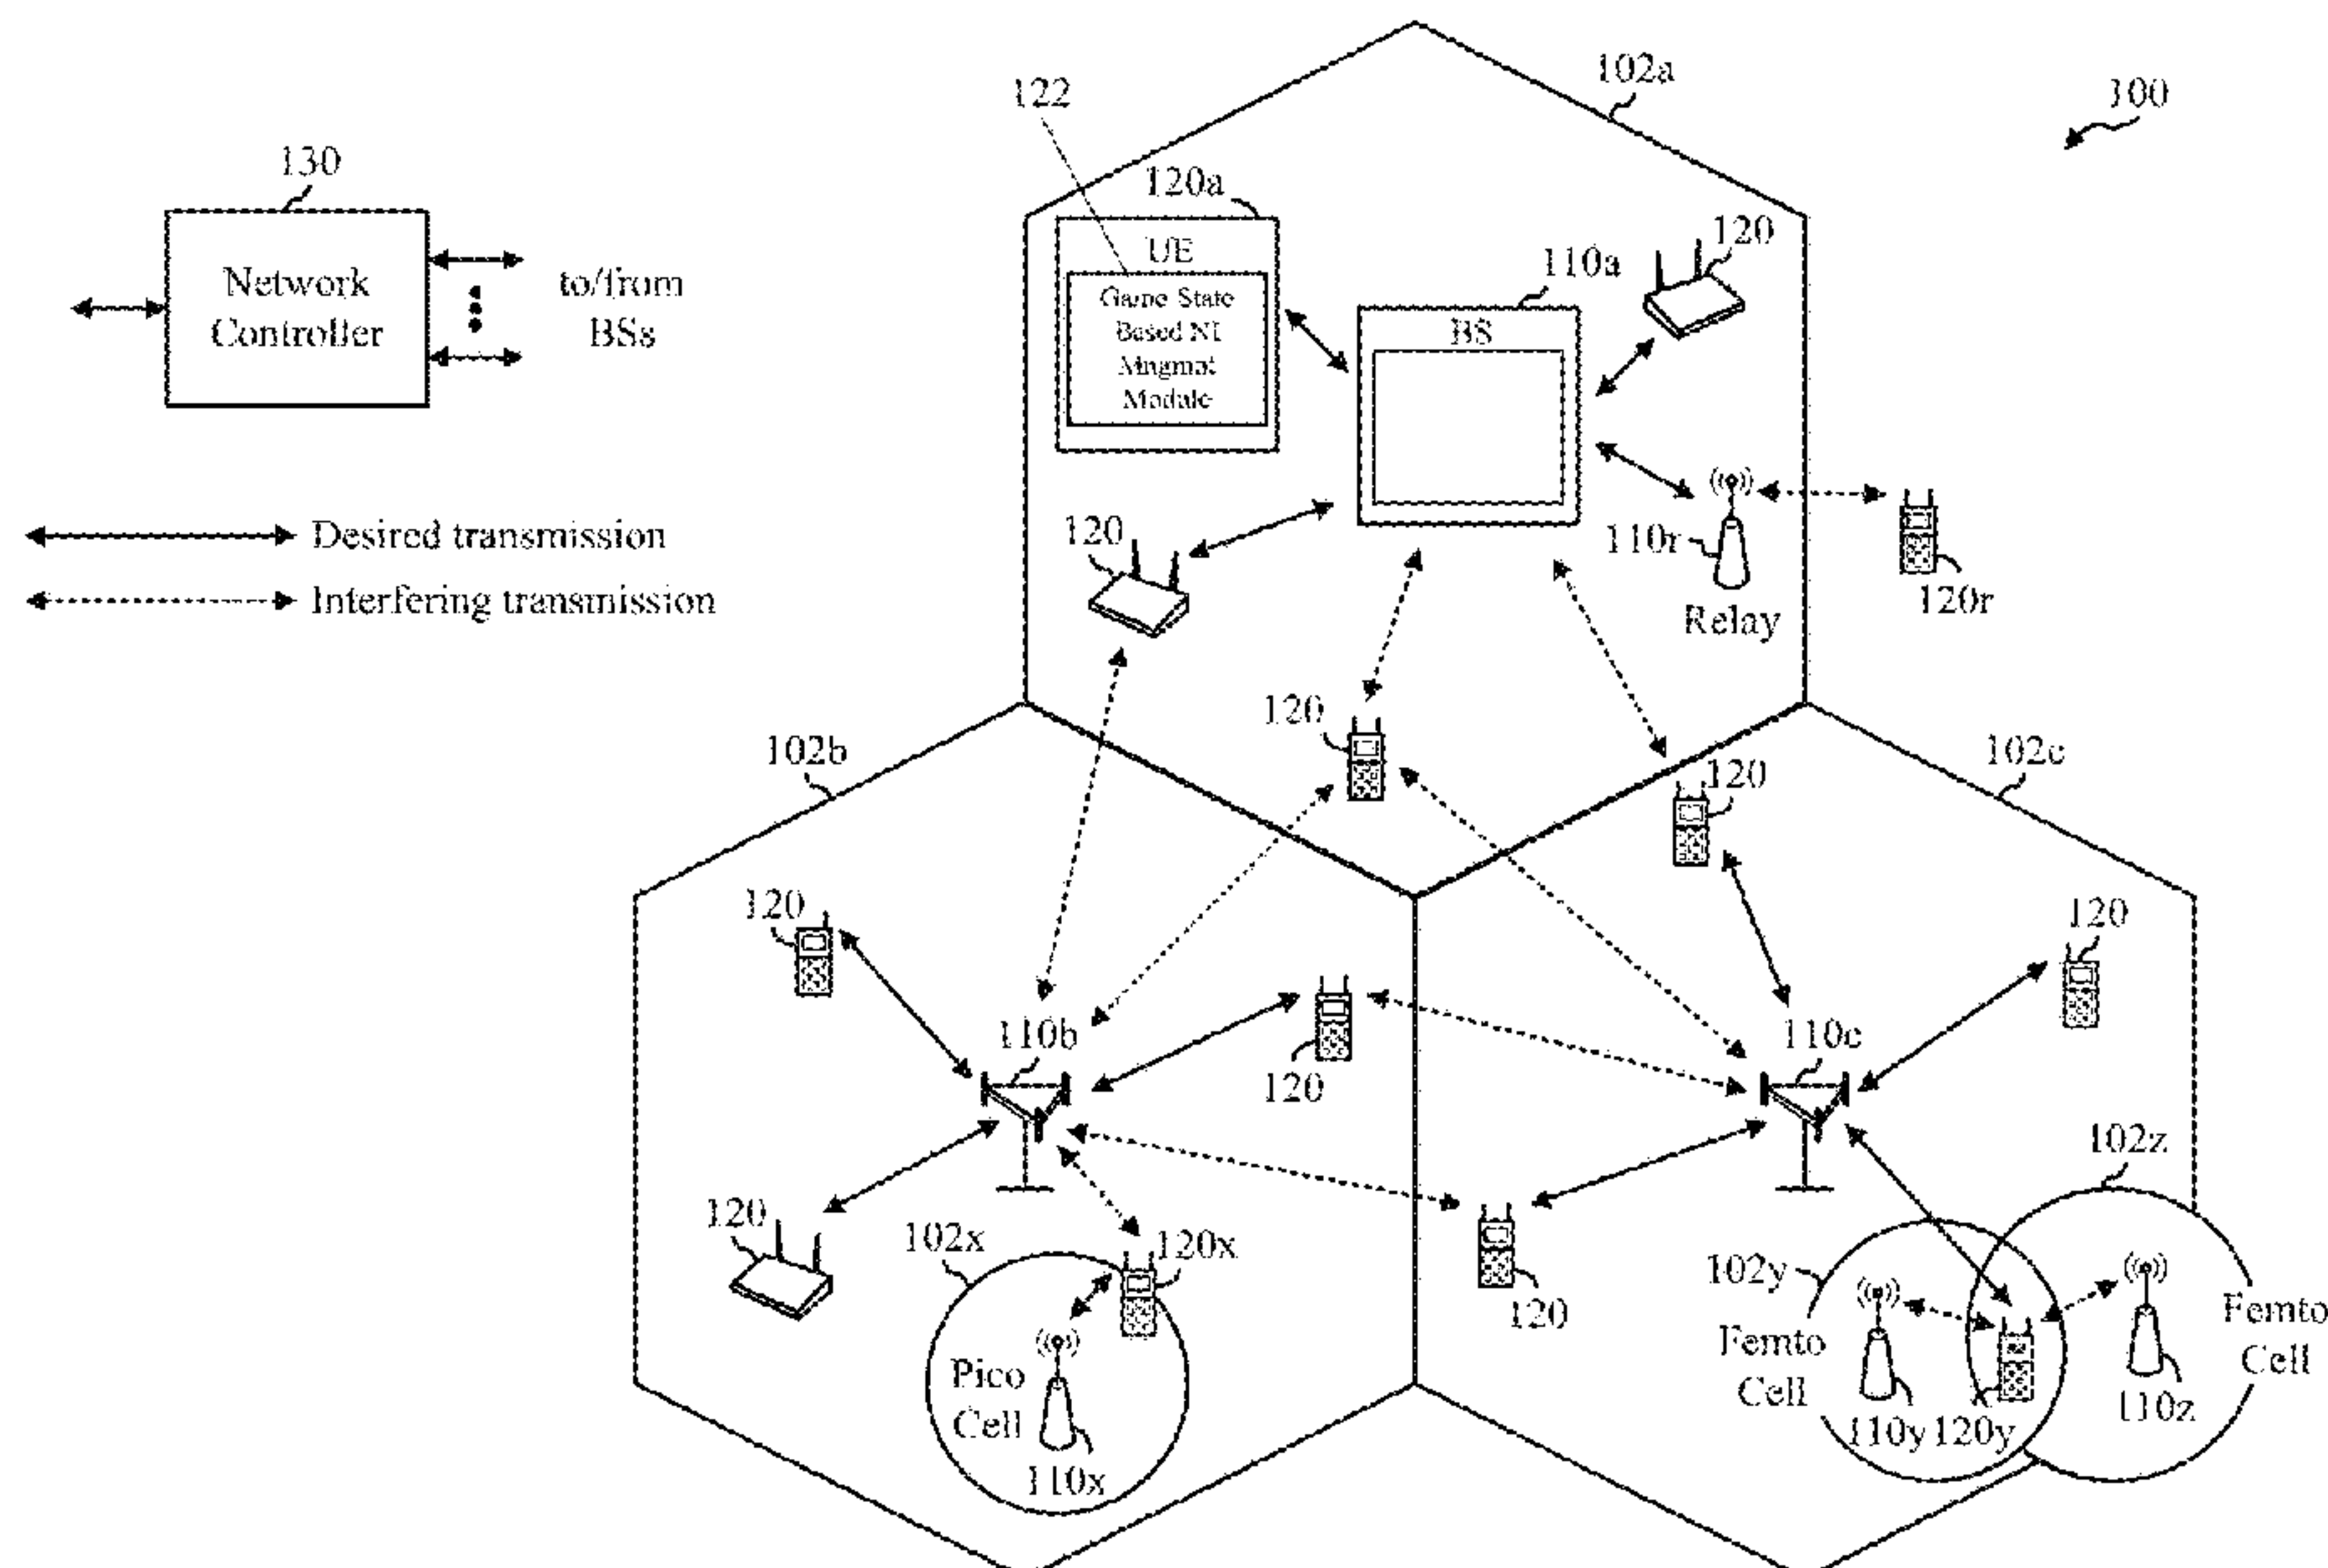 102a
100
122
130
120a
120
110a
UE
Game State
Based NT
Mngmnt
Module
BS
Network
Controller
to/from
BSs
Desired transmission
Interfering transmission
120
110r
Relay
120r
120
102b
102c
120
120
120
110b
120
110c
102z
120
102x
120x
120
102y
Femto
Cell
Femto
Cell
Pico
Cell
110x
110y
120y
110z